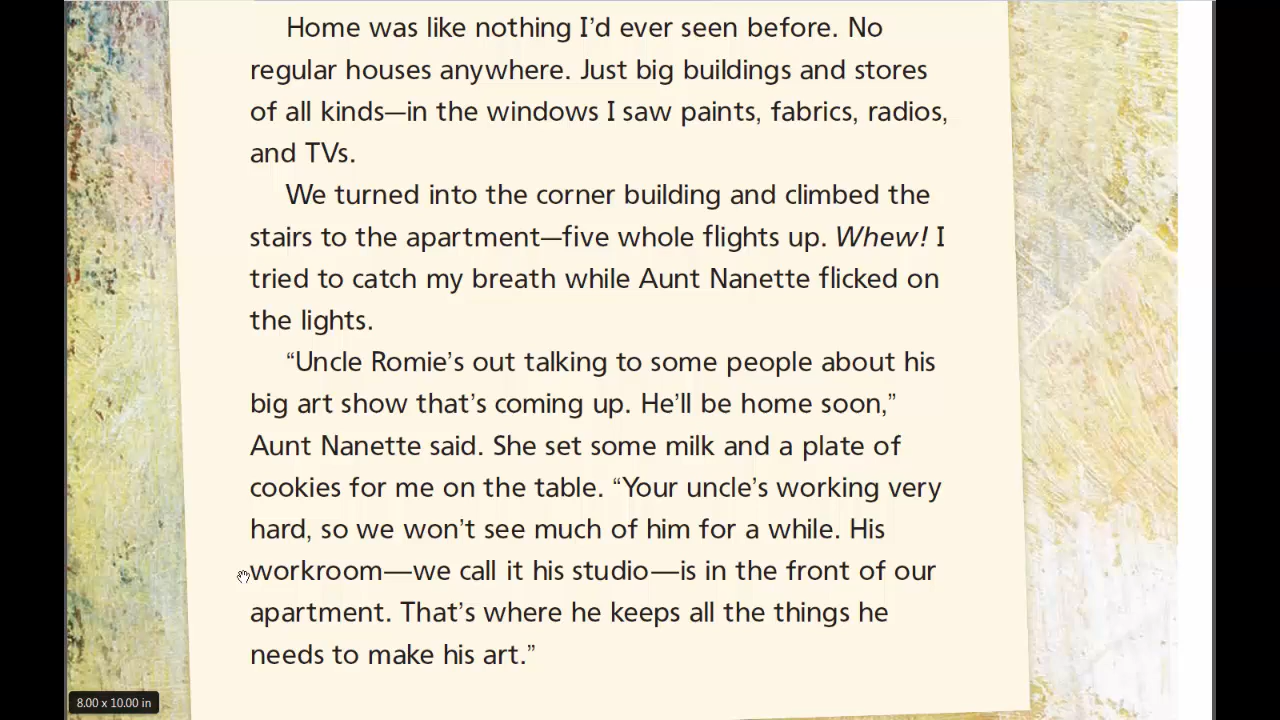 Home was like nothing I’d ever seen before. No
regular houses anywhere. Just big buildings and stores
of all kinds—in the windows I saw paints, fabrics, radios,
and TVs.
We turned into the corner building and climbed the
stairs to the apartment—five whole flights up. Whew! I
tried to catch my breath while Aunt Nanette flicked on
the lights.
“Uncle Romie’s out talking to some people about his
big art show that’s coming up. He’ll be home soon,”
Aunt Nanette said. She set some milk and a plate of
cookies for me on the table. “Your uncle’s working very
hard, so we won’t see much of him for a while. His
workroom—we call it his studio—is in the front of our
apartment. That’s where he keeps all the things he
needs to make his art.”
8.00 x 10.00 in